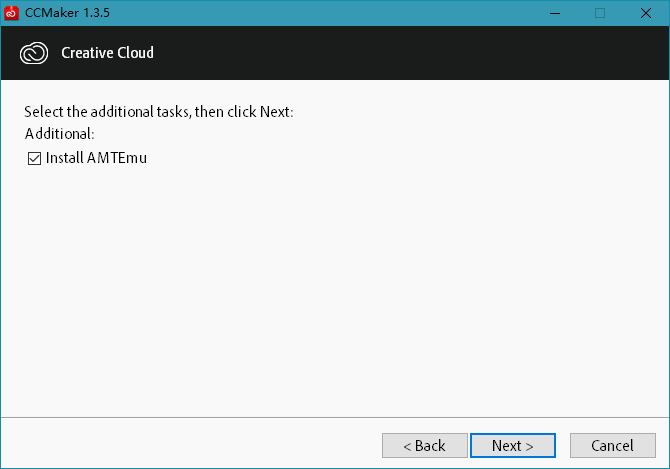 CCMaker 1.3.5
Creative Cloud
Select the additional tasks, then click Next:
Additional:
Install AMTEmu
< Back Next > Cancel